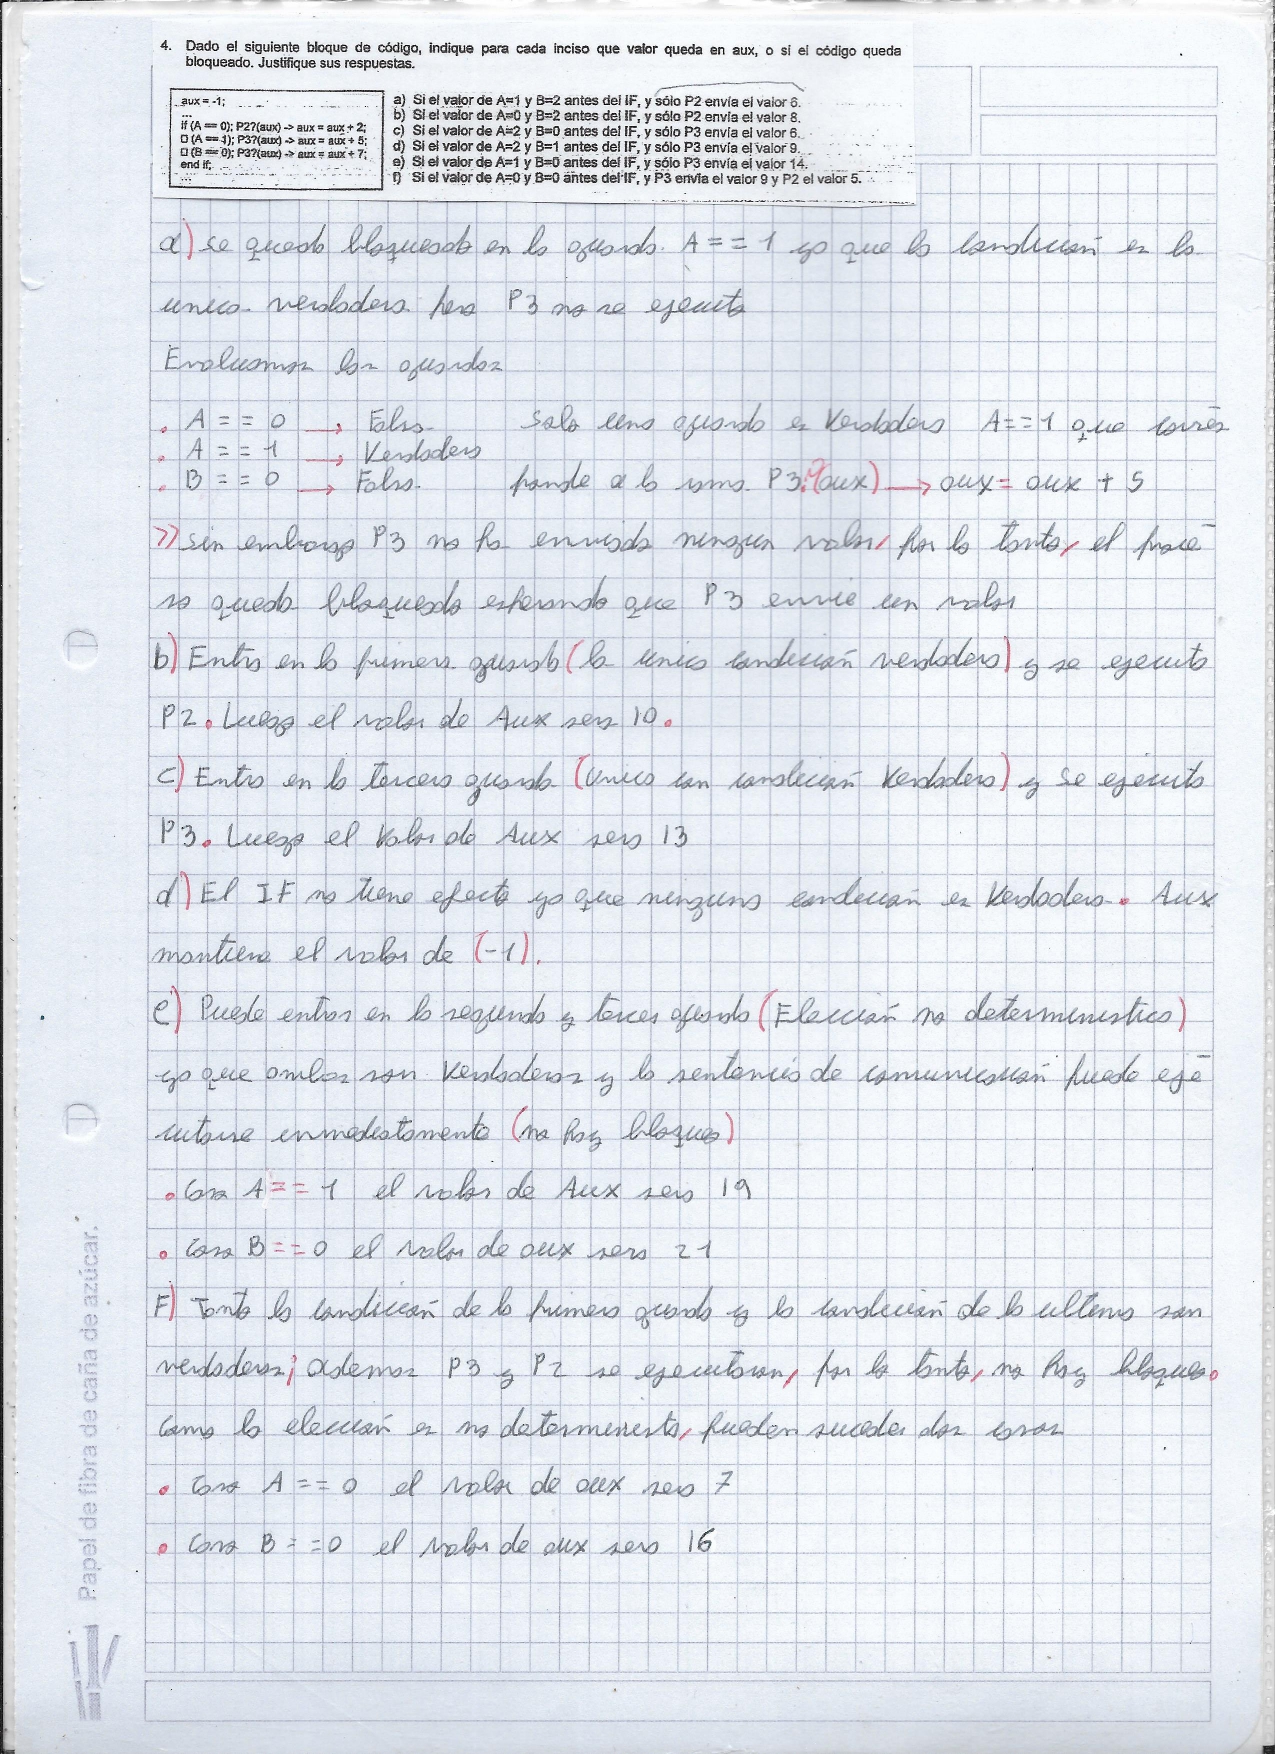 4. Dado el siguiente bloque de código, indique para cada inciso que valor queda en aux, o si el código queda
bloqueado. Justifique sus respuestas.
aux = -1;
...
if (A == 0); P2?(aux) -> aux = aux + 2;
□ (A == 1); P3?(aux) -> aux = aux + 5;
□ (B == 0); P3?(aux) -> aux = aux + 7;
end if;
...
a) Si el valor de A=1 y B=2 antes del IF, y sólo P2 envía el valor 6.
b) Si el valor de A=0 y B=2 antes del IF, y sólo P2 envía el valor 8.
c) Si el valor de A=2 y B=0 antes del IF, y sólo P3 envía el valor 6.
d) Si el valor de A=2 y B=1 antes del IF, y sólo P3 envía el valor 9.
e) Si el valor de A=1 y B=0 antes del IF, y sólo P3 envía el valor 14.
f) Si el valor de A=0 y B=0 antes del IF, y P3 envía el valor 9 y P2 el valor 5.
a) se queda bloqueado en la guarda A == 1 ya que la condición es la
unica verdadera pero P3 no se ejecuta
Evaluamos las guardas
. A == 0 → Falso
. A == 1 → Verdadero
. B == 0 → Falso
Solo una guarda es Verdadera A == 1 que corres
ponde a la rama P3?(aux) → aux = aux + 5
>> sin embargo P3 no ha enviado ningun valor, por lo tanto, el proce
so queda bloqueado esperando que P3 envie un valor
b) Entra en la primera guarda (la unica condición verdadera) y se ejecuta
P2. Luego el valor de Aux sera 10.
c) Entra en la tercera guarda (unica con condición Verdadera) y se ejecuta
P3. Luego el Valor de Aux sera 13
d) El IF no tiene efecto ya que ninguna condición es Verdadera. Aux
mantiene el valor de (-1).
e) Puede entrar en la segunda y tercer guarda (Elección no deterministica)
ya que ambas son Verdaderas y la sentencia de comunicación puede eje
cutarse inmediatamente (no hay bloqueo)
• Caso A == 1 el valor de Aux sera 19
• Caso B == 0 el valor de aux sera 21
F) Tanto la condición de la primera guarda y la condición de la ultima son
verdaderas; ademas P3 y P2 se ejecutaran, por lo tanto, no hay bloqueo.
Como la elección es no determinista, pueden suceder dos casos
• Caso A == 0 el valor de aux sera 7
• Caso B == 0 el valor de aux sera 16
Papel de fibra de caña de azúcar.